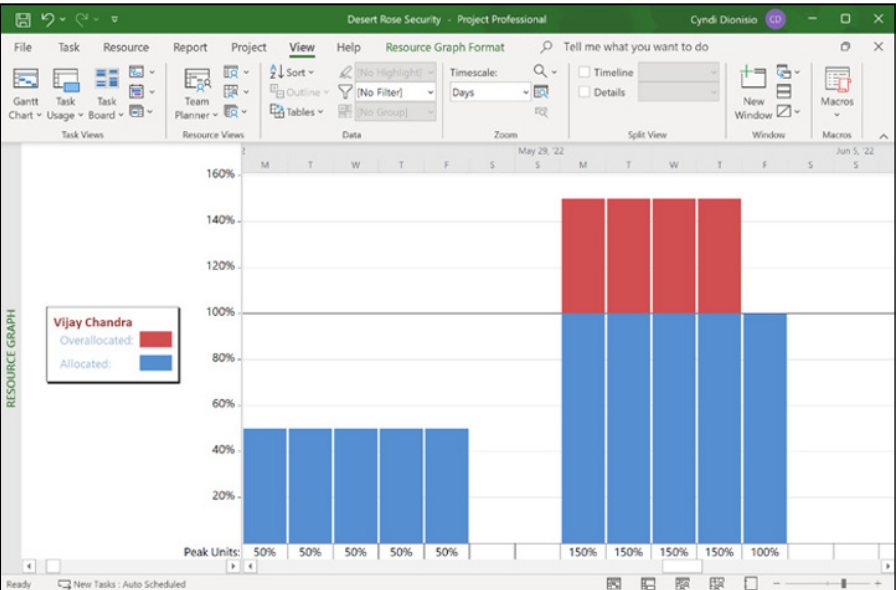 Desert Rose Security - Project Professional
Cyndi Dionisio CD
File Task Resource Report Project View Help Resource Graph Format Tell me what you want to do
Gantt Chart
Task Usage
Task Board
Task Views
Team Planner
Resource Views
Sort
Outline
Tables
[No Highlight]
[No Filter]
[No Group]
Data
Timescale:
Days
Zoom
Timeline
Details
Split View
New Window
Window
Macros
Macros
May 29, '22 Jun 5, '22
M T W T F S S M T W T F S S
160%
140%
120%
100%
80%
60%
40%
20%
RESOURCE GRAPH
Vijay Chandra
Overallocated:
Allocated:
Peak Units: 50% 50% 50% 50% 50% 150% 150% 150% 150% 100%
Ready New Tasks : Auto Scheduled